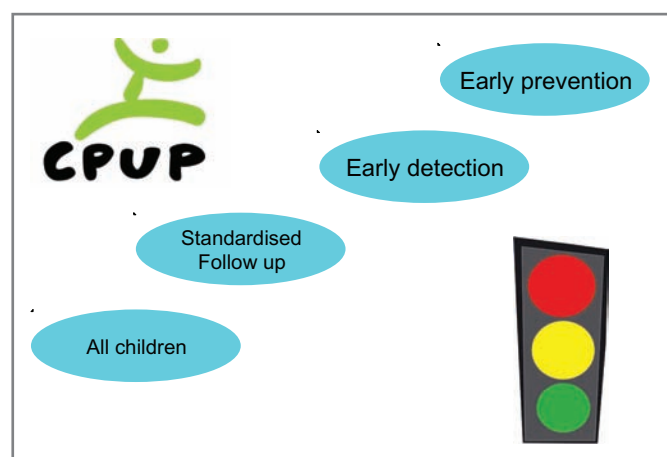 CPUP
Early prevention
Early detection
Standardised
Follow up
All children